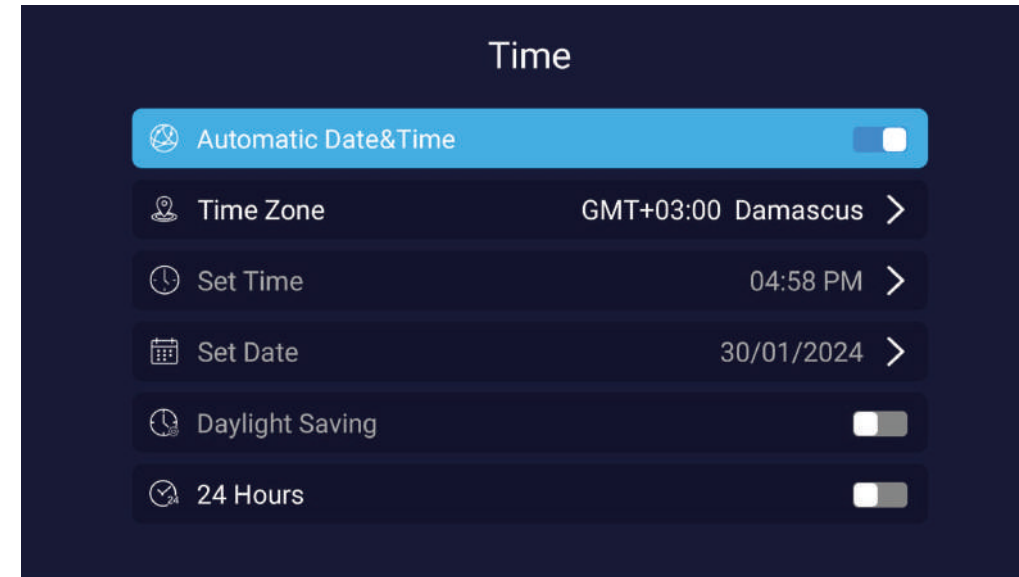 Time
Automatic Date&Time
Time Zone GMT+03:00 Damascus
Set Time 04:58 PM
Set Date 30/01/2024
Daylight Saving
24 Hours